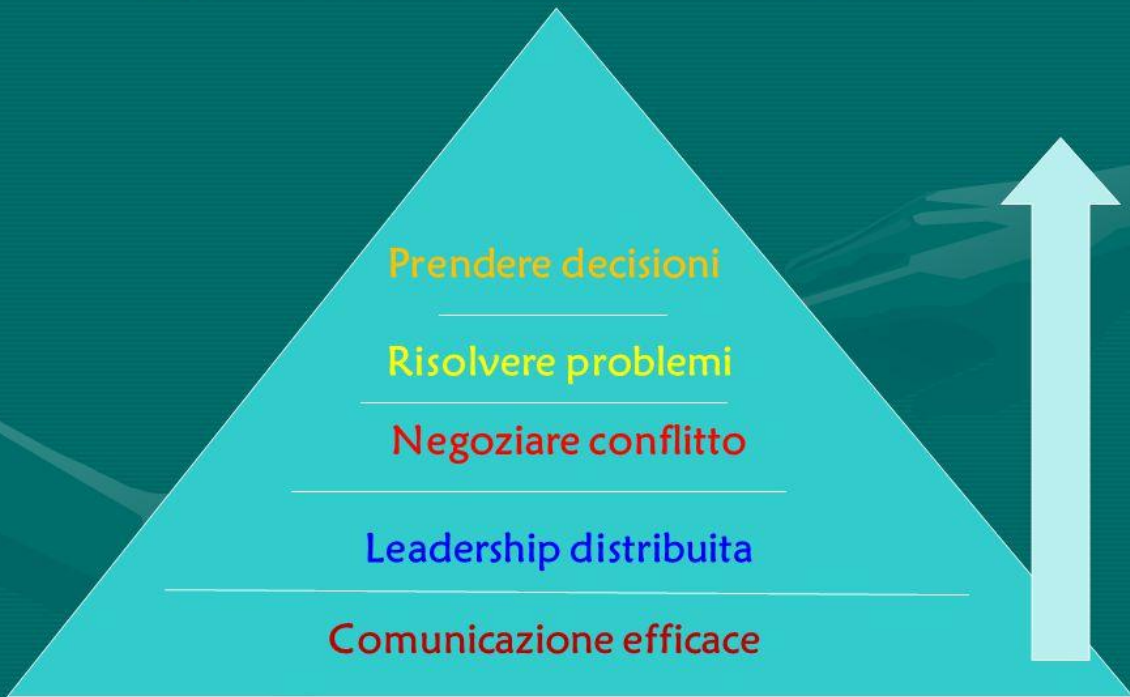 Prendere decisioni
Risolvere problemi
Negoziare conflitto
Leadership distribuita
Comunicazione efficace